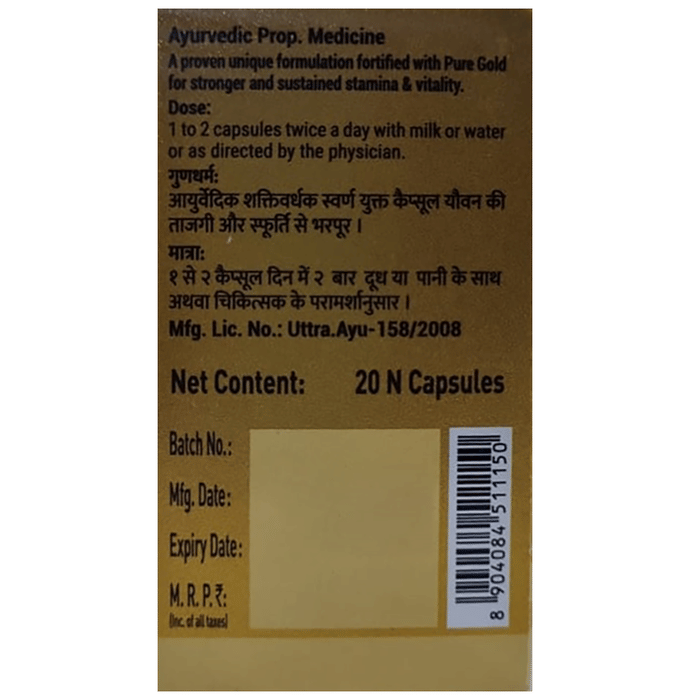 Ayurvedic Prop. Medicine
A proven unique formulation fortified with Pure Gold
for stronger and sustained stamina & vitality.
Dose:
1 to 2 capsules twice a day with milk or water
or as directed by the physician.
गुणधर्म:
आयुर्वेदिक शक्तिवर्धक स्वर्ण युक्त कैप्सूल यौवन की
ताजगी और स्फूर्ति से भरपूर ।
मात्रा:
१ से २ कैप्सूल दिन में २ बार दूध या पानी के साथ
अथवा चिकित्सक के परामर्शानुसार ।
Mfg. Lic. No.: Uttra.Ayu-158/2008
Net Content: 20 N Capsules
Batch No.:
Mfg. Date:
Expiry Date:
M. R. P. ₹:
(Inc. of all taxes)
8 904084 511150